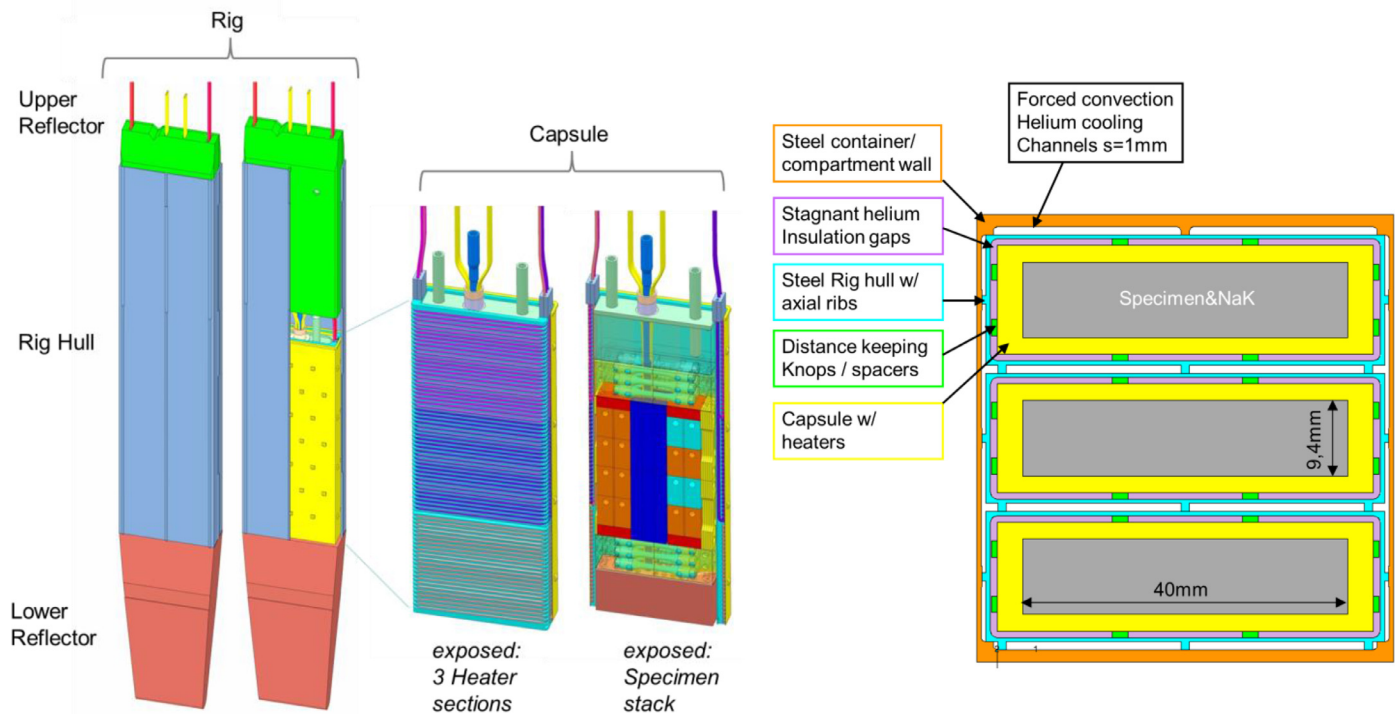 Rig
Upper
Reflector
Rig Hull
Lower
Reflector
Capsule
exposed:
3 Heater
sections
exposed:
Specimen
stack
Forced convection
Helium cooling
Channels s=1mm
Steel container/
compartment wall
Stagnant helium
Insulation gaps
Steel Rig hull w/
axial ribs
Distance keeping
Knops / spacers
Capsule w/
heaters
Specimen&NaK
9,4mm
40mm
1